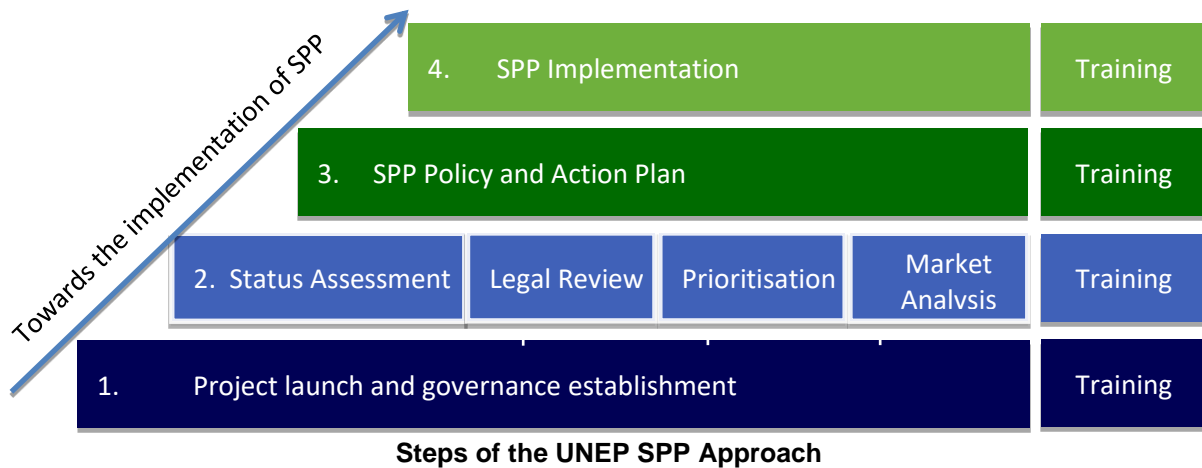 Towards the implementation of SPP
4. SPP Implementation Training
3. SPP Policy and Action Plan Training
2. Status Assessment Legal Review Prioritisation Market Analysis Training
1. Project launch and governance establishment Training
Steps of the UNEP SPP Approach